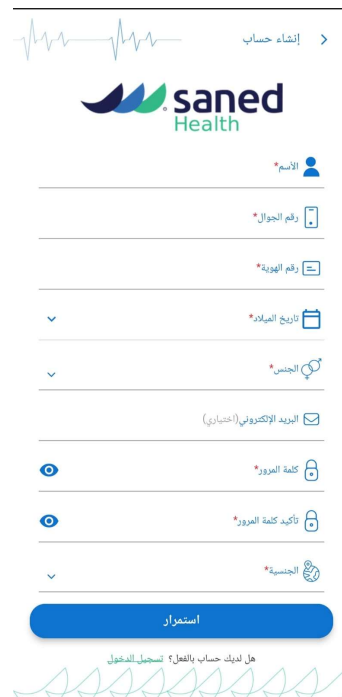 إنشاء حساب
saned
Health
الأسم*
رقم الجوال*
رقم الهوية*
تاريخ الميلاد*
الجنس*
البريد الإلكتروني(اختياري)
كلمة المرور*
تأكيد كلمة المرور*
الجنسية*
استمرار
هل لديك حساب بالفعل؟ تسجيل الدخول